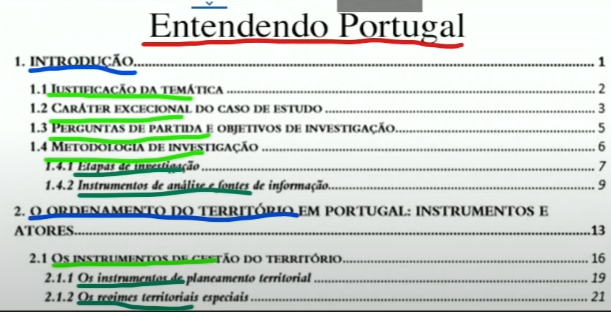 Entendendo Portugal
1. INTRODUÇÃO.......... 1
1.1 JUSTIFICAÇÃO DA TEMÁTICA .......... 2
1.2 CARÁTER EXCECIONAL DO CASO DE ESTUDO .......... 3
1.3 PERGUNTAS DE PARTIDA E OBJETIVOS DE INVESTIGAÇÃO.......... 5
1.4 METODOLOGIA DE INVESTIGAÇÃO .......... 6
1.4.1 Etapas de investigação .......... 7
1.4.2 Instrumentos de análise e fontes de informação.......... 9
2. O ORDENAMENTO DO TERRITÓRIO EM PORTUGAL: INSTRUMENTOS E
ATORES.......... 13
2.1 OS INSTRUMENTOS DE GESTÃO DO TERRITÓRIO .......... 16
2.1.1 Os instrumentos de planeamento territorial .......... 19
2.1.2 Os regimes territoriais especiais .......... 21